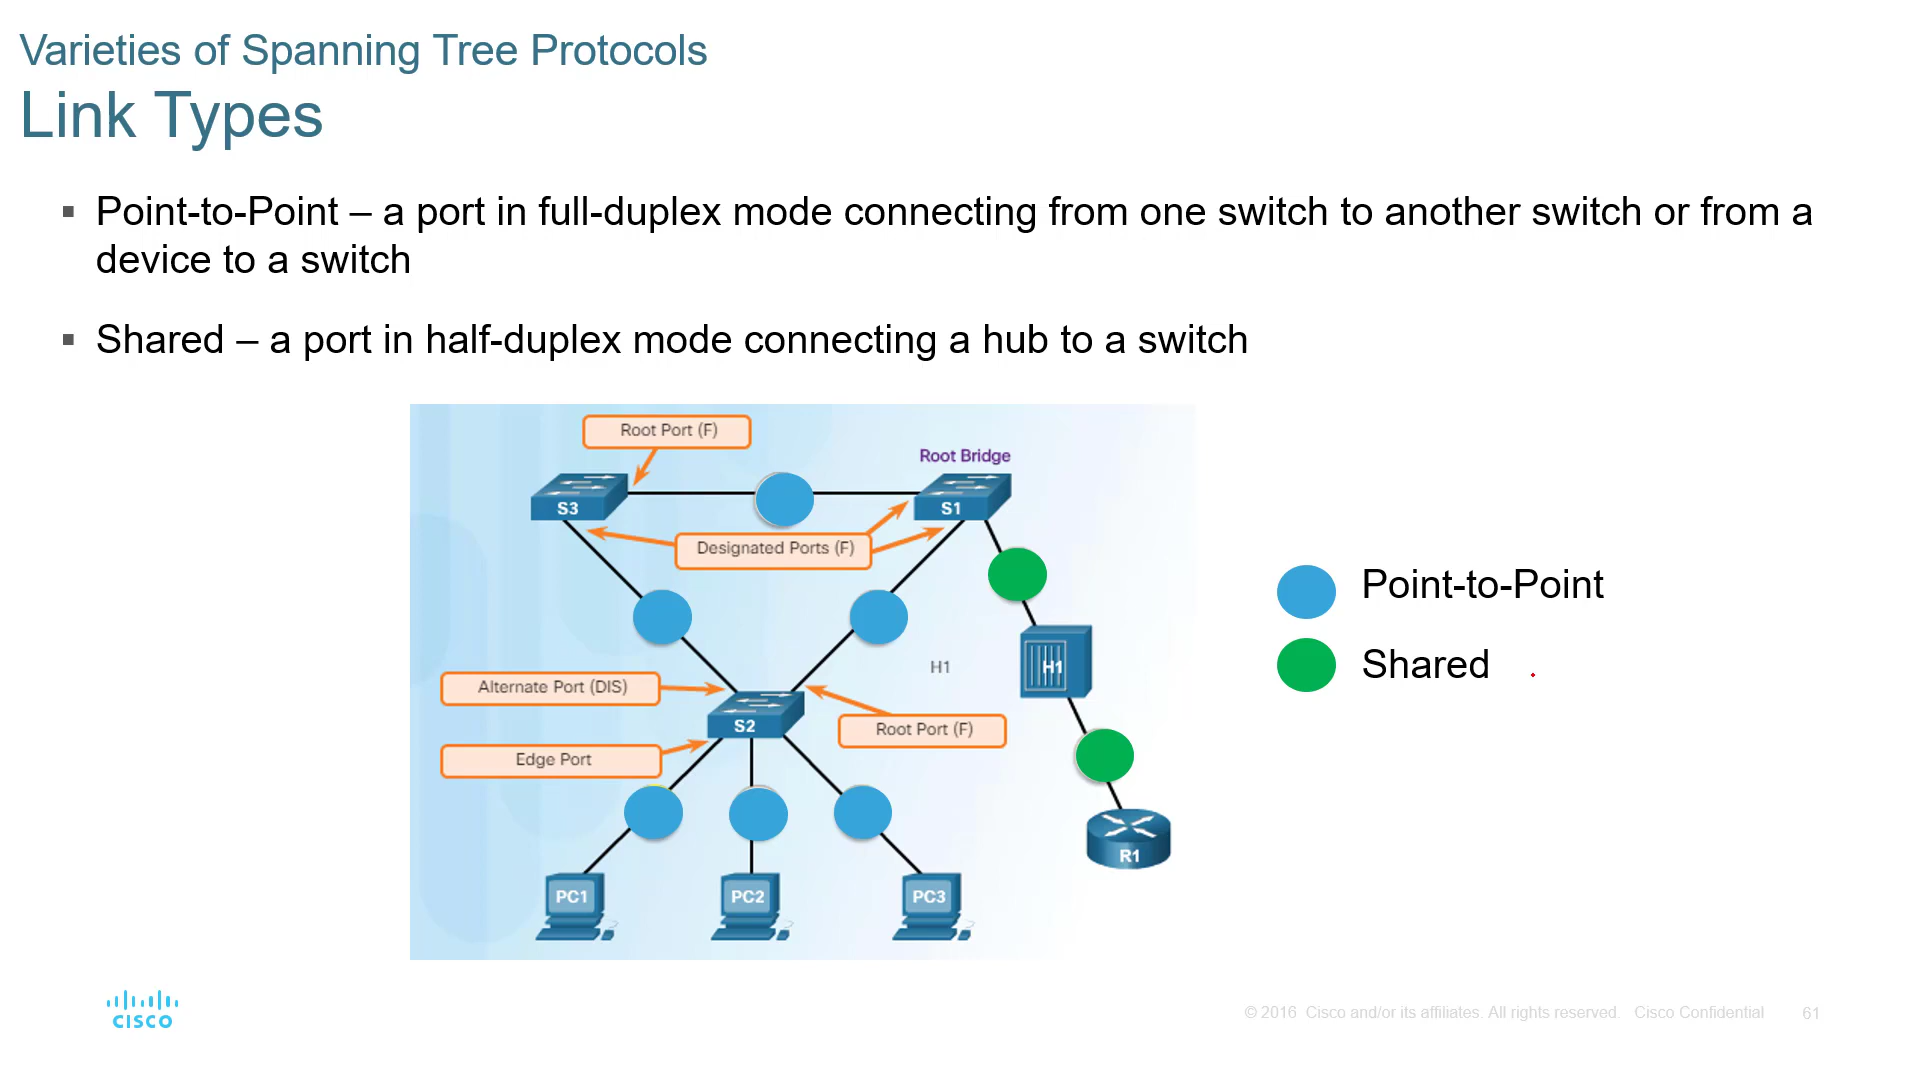 Varieties of Spanning Tree Protocols
Link Types
▪ Point-to-Point – a port in full-duplex mode connecting from one switch to another switch or from a
device to a switch
▪ Shared – a port in half-duplex mode connecting a hub to a switch
Root Port (F)
Root Bridge
S3
S1
Designated Ports (F)
Point-to-Point
Shared
H1
H1
Alternate Port (DIS)
S2
Root Port (F)
Edge Port
R1
PC1
PC2
PC3
CISCO
© 2016 Cisco and/or its affiliates. All rights reserved. Cisco Confidential
61